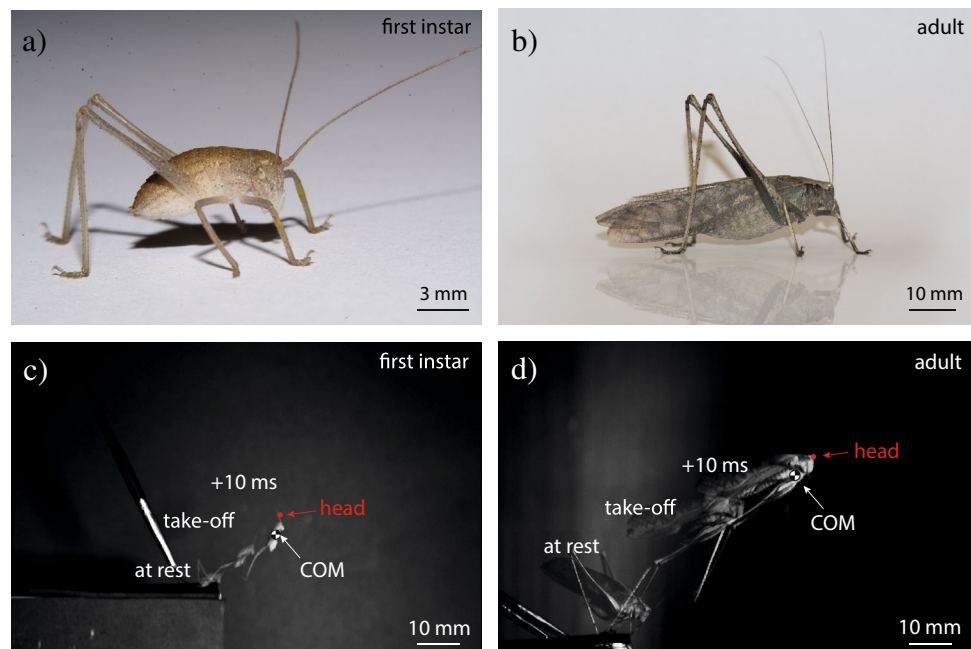 a)
first instar
3 mm
b)
adult
10 mm
c)
first instar
+10 ms
head
take-off
at rest
COM
10 mm
d)
adult
head
+10 ms
COM
take-off
at rest
10 mm